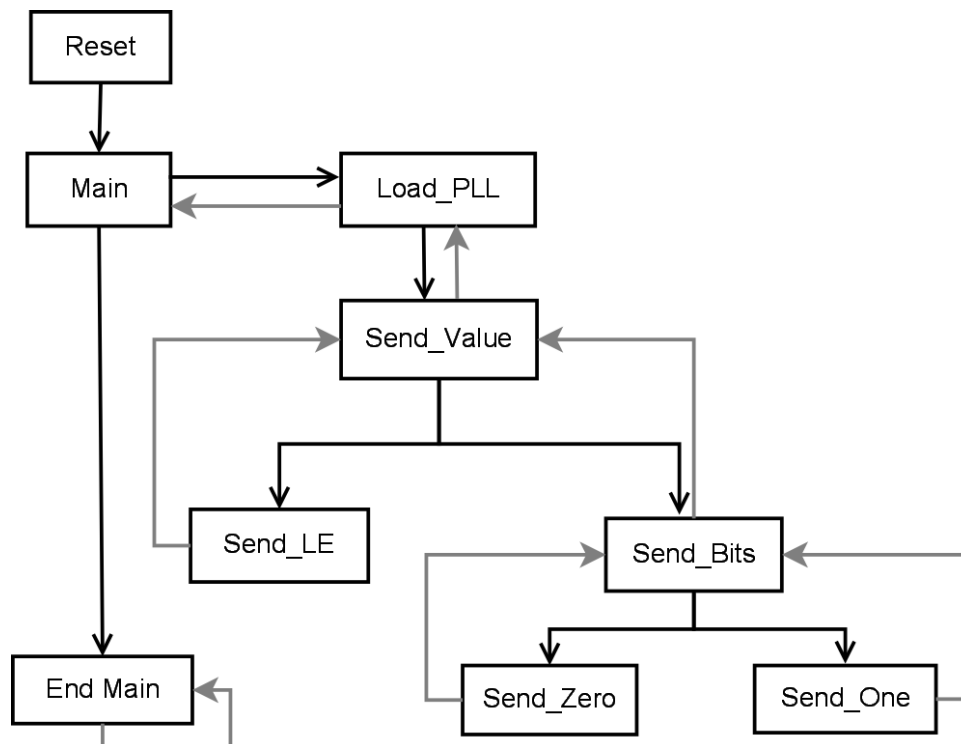 Reset
Main
Load_PLL
Send_Value
Send_LE
Send_Bits
End Main
Send_Zero
Send_One